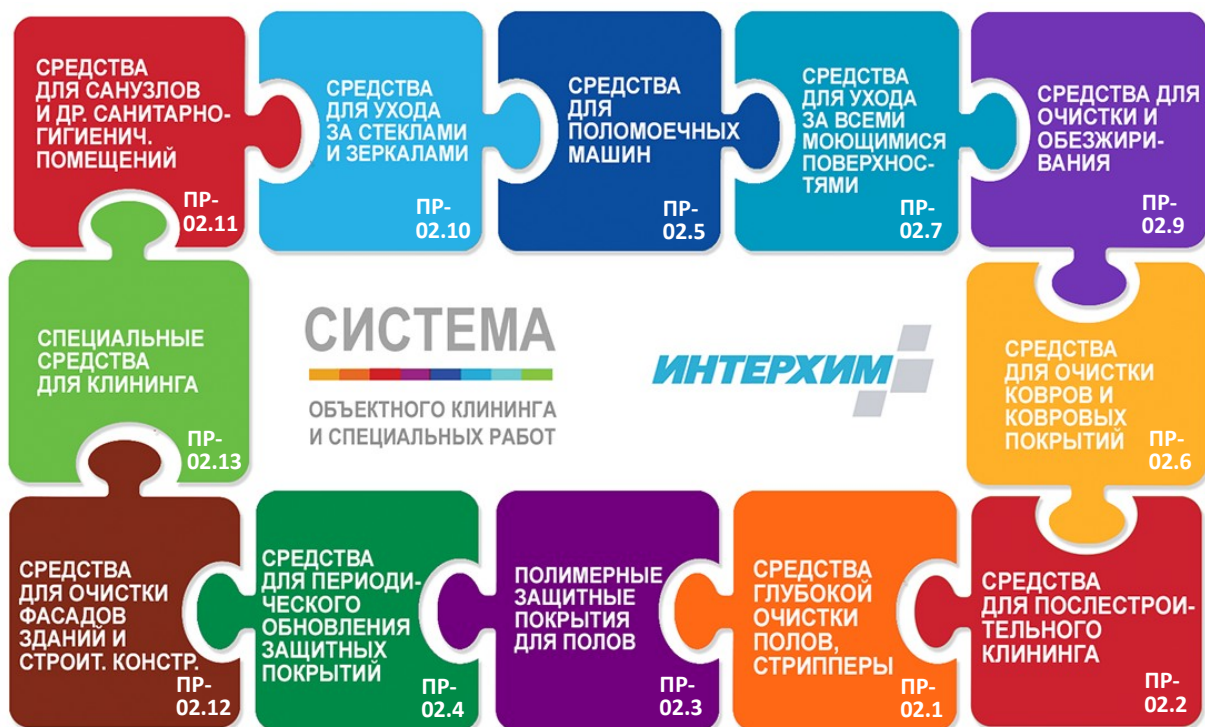 СРЕДСТВА
ДЛЯ САНУЗЛОВ
И ДР. САНИТАРНО-
ГИГИЕНИЧ.
ПОМЕЩЕНИЙ
ПР-
02.11
СРЕДСТВА
ДЛЯ УХОДА
ЗА СТЕКЛАМИ
И ЗЕРКАЛАМИ
ПР-
02.10
СРЕДСТВА
ДЛЯ
ПОЛОМОЕЧНЫХ
МАШИН
ПР-
02.5
СРЕДСТВА
ДЛЯ УХОДА
ЗА ВСЕМИ
МОЮЩИМИСЯ
ПОВЕРХНОС-
ТЯМИ
ПР-
02.7
СРЕДСТВА ДЛЯ
ОЧИСТКИ И
ОБЕЗЖИРИ-
ВАНИЯ
ПР-
02.9
СПЕЦИАЛЬНЫЕ
СРЕДСТВА
ДЛЯ КЛИНИНГА
ПР-
02.13
СИСТЕМА
ОБЪЕКТНОГО КЛИНИНГА
И СПЕЦИАЛЬНЫХ РАБОТ
ИНТЕРХИМ
СРЕДСТВА
ДЛЯ ОЧИСТКИ
КОВРОВ И
КОВРОВЫХ
ПОКРЫТИЙ
ПР-
02.6
СРЕДСТВА
ДЛЯ ОЧИСТКИ
ФАСАДОВ
ЗДАНИЙ И
СТРОИТ. КОНСТР.
ПР-
02.12
СРЕДСТВА
ДЛЯ ПЕРИОДИ-
ЧЕСКОГО
ОБНОВЛЕНИЯ
ЗАЩИТНЫХ
ПОКРЫТИЙ
ПР-
02.4
ПОЛИМЕРНЫЕ
ЗАЩИТНЫЕ
ПОКРЫТИЯ
ДЛЯ ПОЛОВ
ПР-
02.3
СРЕДСТВА
ГЛУБОКОЙ
ОЧИСТКИ
ПОЛОВ,
СТРИППЕРЫ
ПР-
02.1
СРЕДСТВА
ДЛЯ ПОСЛЕСТРОИ-
ТЕЛЬНОГО
КЛИНИНГА
ПР-
02.2